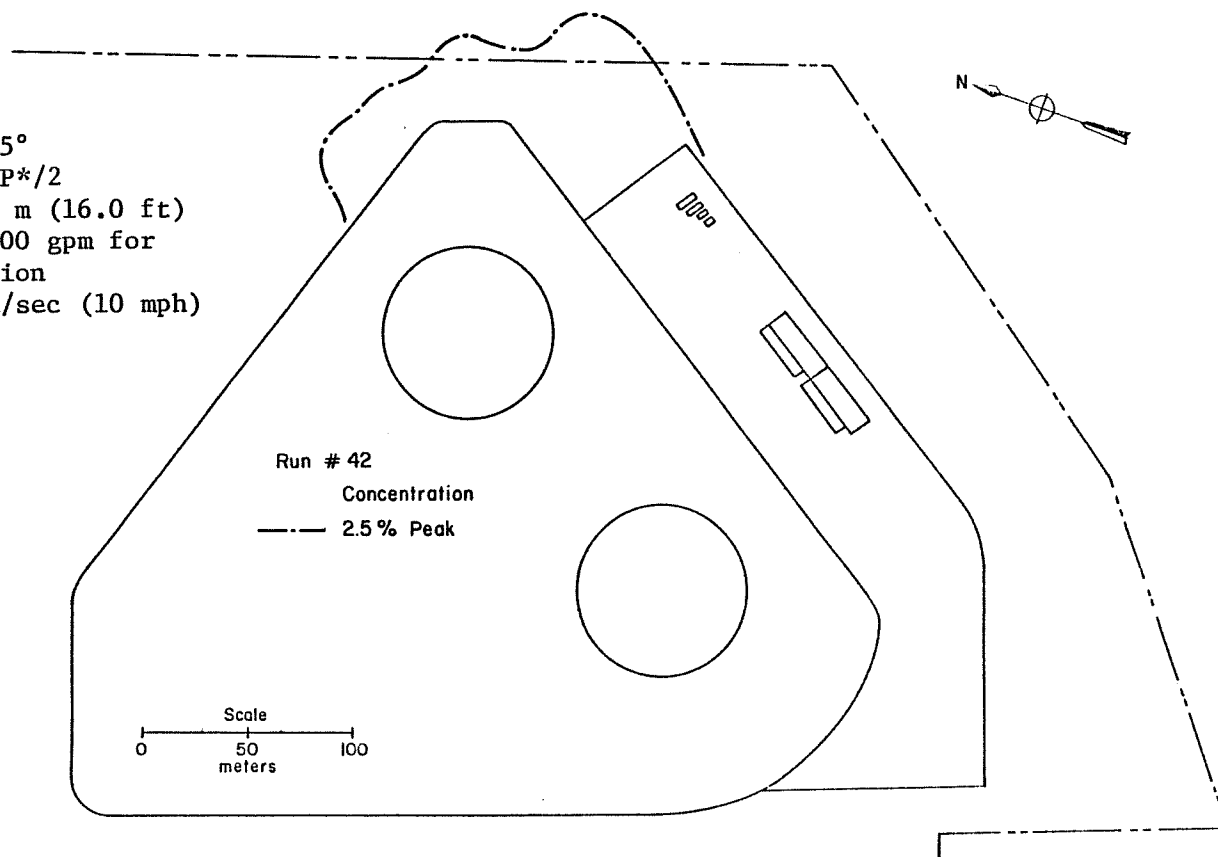 N
5°
P*/2
m (16.0 ft)
00 gpm for
ion
/sec (10 mph)
Run # 42
Concentration
2.5% Peak
Scale
0 50 100
meters